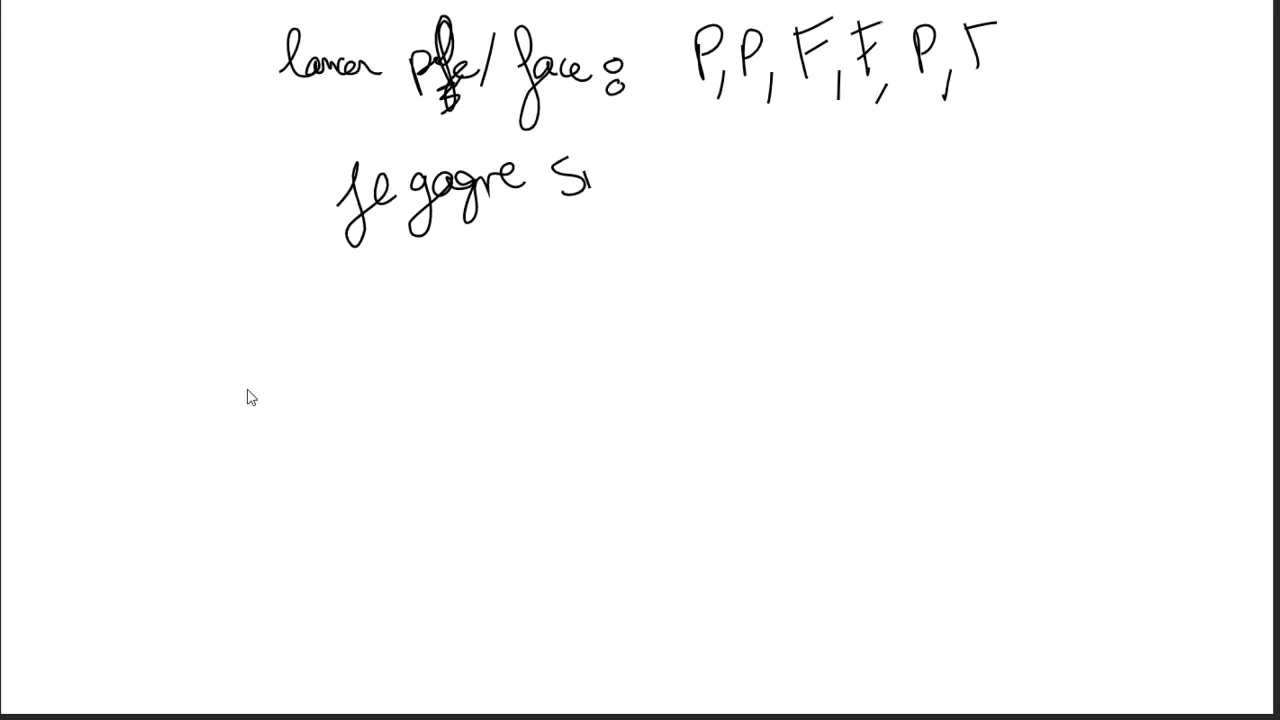 lancer pile/face : P, P, F, F, P, F
Je gagne si